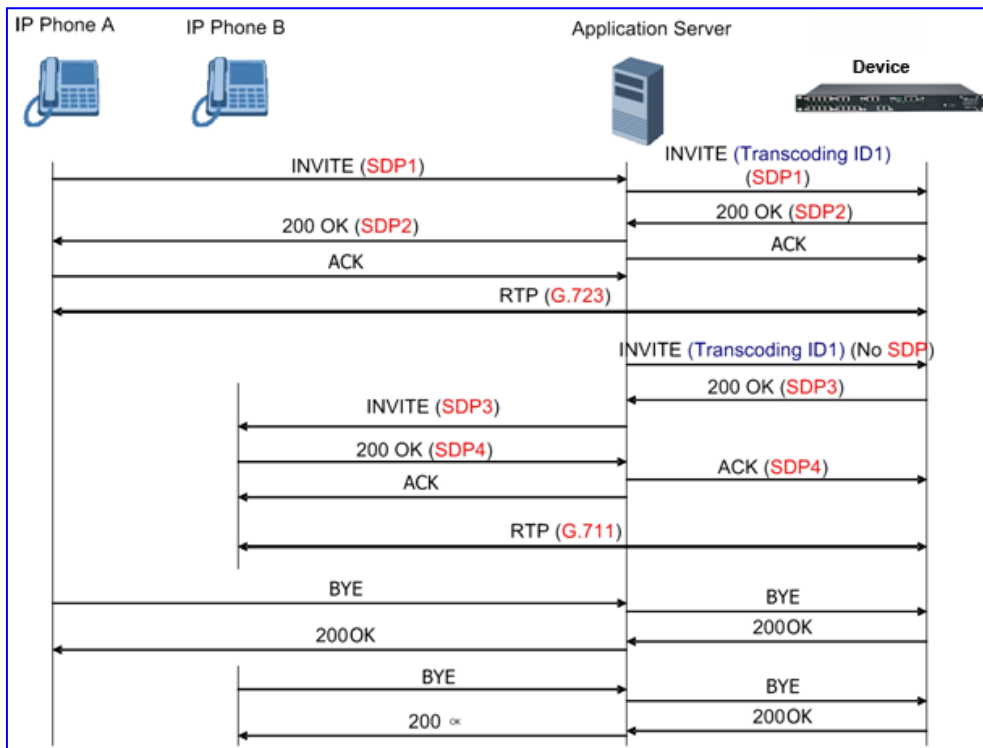 IP Phone A
IP Phone B
Application Server
Device
INVITE (SDP1)
INVITE (Transcoding ID1)
(SDP1)
200 OK (SDP2)
200 OK (SDP2)
ACK
ACK
RTP (G.723)
INVITE (Transcoding ID1) (No SDP)
200 OK (SDP3)
INVITE (SDP3)
200 OK (SDP4)
ACK (SDP4)
ACK
RTP (G.711)
BYE
BYE
200OK
200OK
BYE
BYE
200OK
200 OK